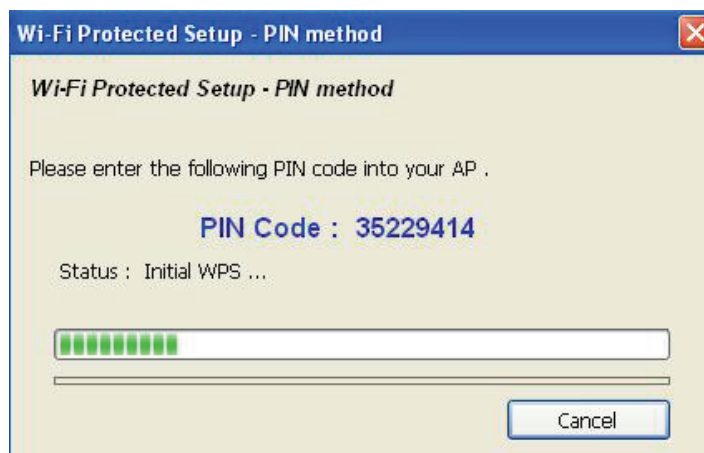 Wi-Fi Protected Setup - PIN method
Wi-Fi Protected Setup - PIN method
Please enter the following PIN code into your AP .
PIN Code : 35229414
Status : Initial WPS ...
Cancel